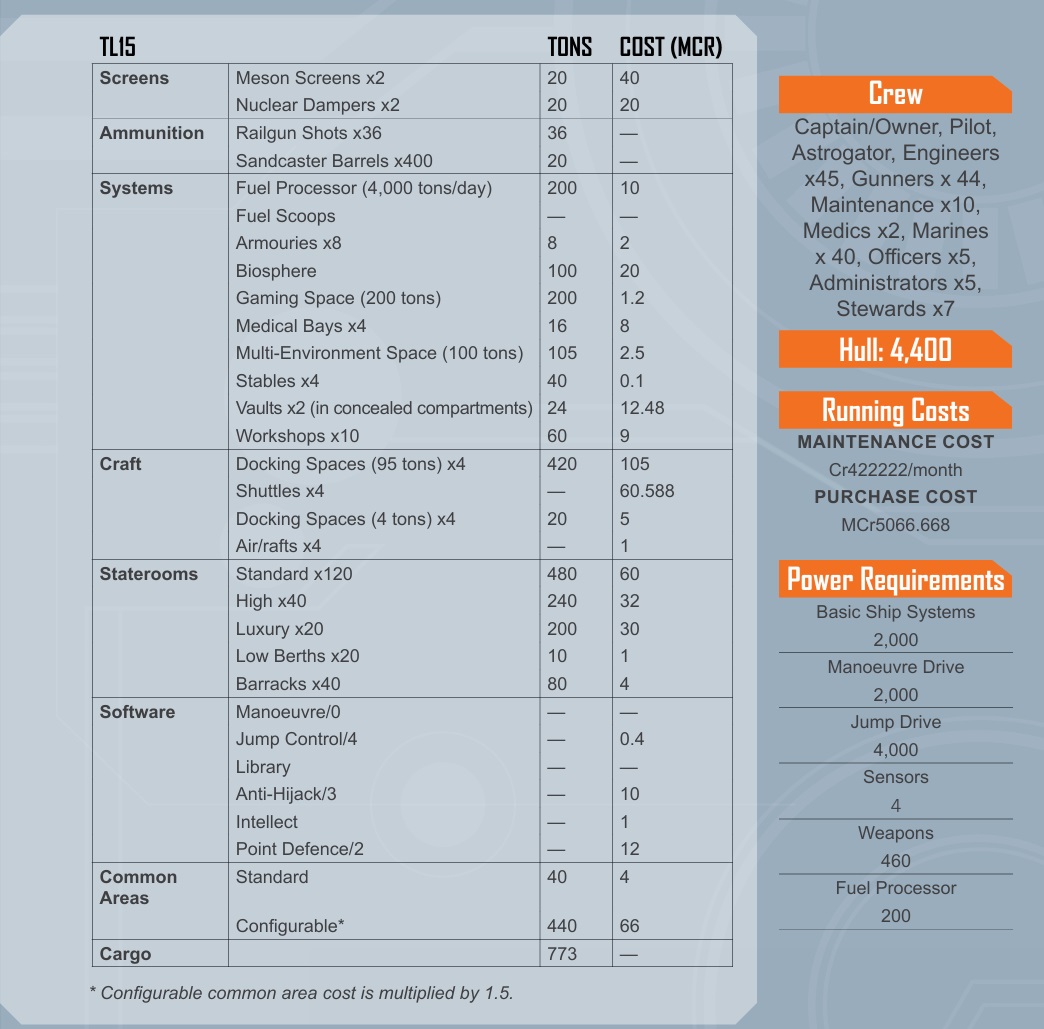 TL15 TONS COST (MCR)
Screens Meson Screens x2 20 40
Nuclear Dampers x2 20 20
Ammunition Railgun Shots x36 36 —
Sandcaster Barrels x400 20 —
Systems Fuel Processor (4,000 tons/day) 200 10
Fuel Scoops — —
Armouries x8 8 2
Biosphere 100 20
Gaming Space (200 tons) 200 1.2
Medical Bays x4 16 8
Multi-Environment Space (100 tons) 105 2.5
Stables x4 40 0.1
Vaults x2 (in concealed compartments) 24 12.48
Workshops x10 60 9
Craft Docking Spaces (95 tons) x4 420 105
Shuttles x4 — 60.588
Docking Spaces (4 tons) x4 20 5
Air/rafts x4 — 1
Staterooms Standard x120 480 60
High x40 240 32
Luxury x20 200 30
Low Berths x20 10 1
Barracks x40 80 4
Software Manoeuvre/0 — —
Jump Control/4 — 0.4
Library — —
Anti-Hijack/3 — 10
Intellect — 1
Point Defence/2 — 12
Common Standard 40 4
Areas
Configurable* 440 66
Cargo 773 —
* Configurable common area cost is multiplied by 1.5.
Crew
Captain/Owner, Pilot,
Astrogator, Engineers
x45, Gunners x 44,
Maintenance x10,
Medics x2, Marines
x 40, Officers x5,
Administrators x5,
Stewards x7
Hull: 4,400
Running Costs
MAINTENANCE COST
Cr422222/month
PURCHASE COST
MCr5066.668
Power Requirements
Basic Ship Systems
2,000
Manoeuvre Drive
2,000
Jump Drive
4,000
Sensors
4
Weapons
460
Fuel Processor
200